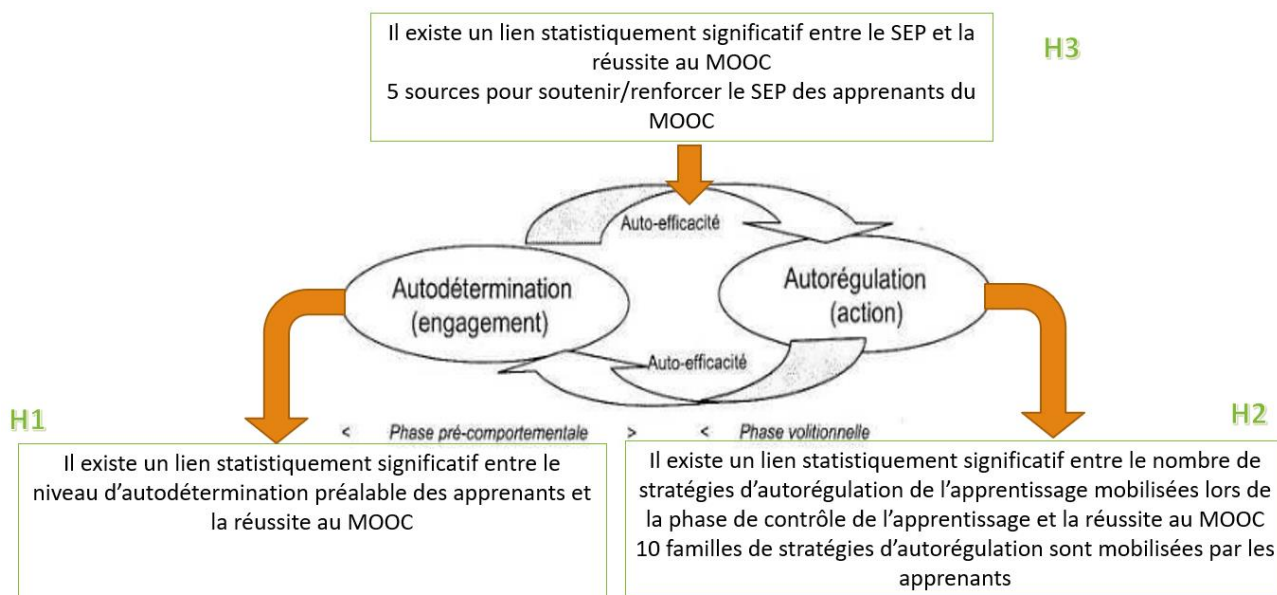 Il existe un lien statistiquement significatif entre le SEP et la
réussite au MOOC
5 sources pour soutenir/renforcer le SEP des apprenants du
MOOC
H3
Auto-efficacité
Autodétermination
(engagement)
Autorégulation
(action)
Auto-efficacité
< Phase pré-comportementale > < Phase volitionnelle
H1
Il existe un lien statistiquement significatif entre le
niveau d'autodétermination préalable des apprenants et
la réussite au MOOC
H2
Il existe un lien statistiquement significatif entre le nombre de
stratégies d'autorégulation de l'apprentissage mobilisées lors de
la phase de contrôle de l'apprentissage et la réussite au MOOC
10 familles de stratégies d'autorégulation sont mobilisées par les
apprenants